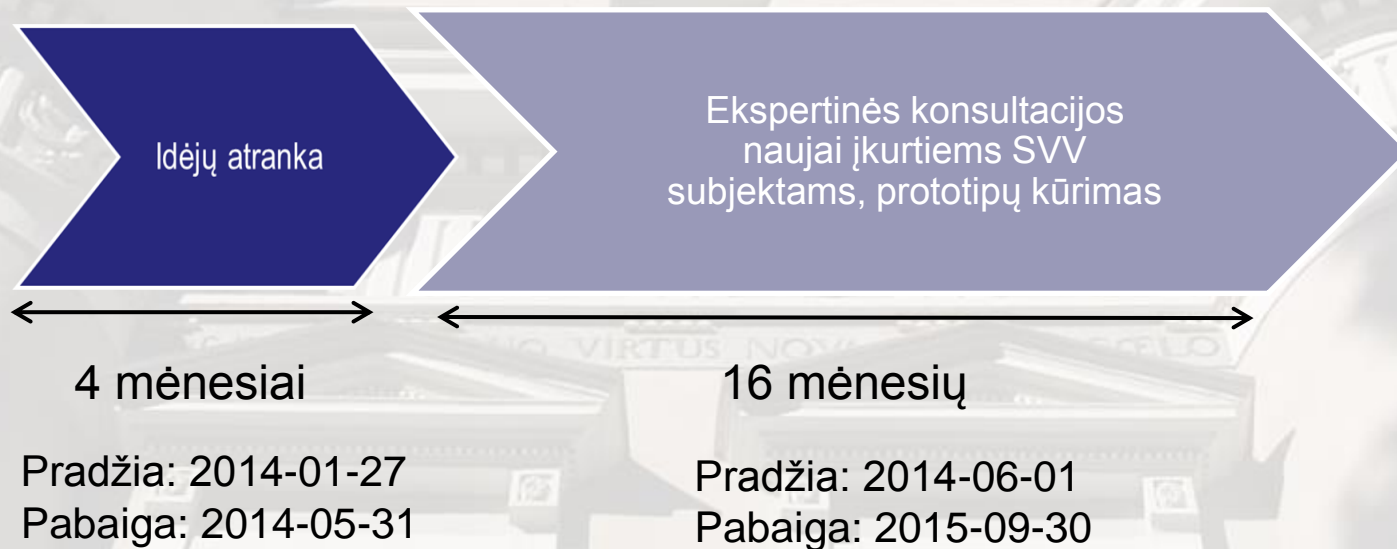 Idėjų atranka
Ekspertinės konsultacijos
naujai įkurtiems SVV
subjektams, prototipų kūrimas
4 mėnesiai
16 mėnesių
Pradžia: 2014-01-27
Pabaiga: 2014-05-31
Pradžia: 2014-06-01
Pabaiga: 2015-09-30
VIRTUS